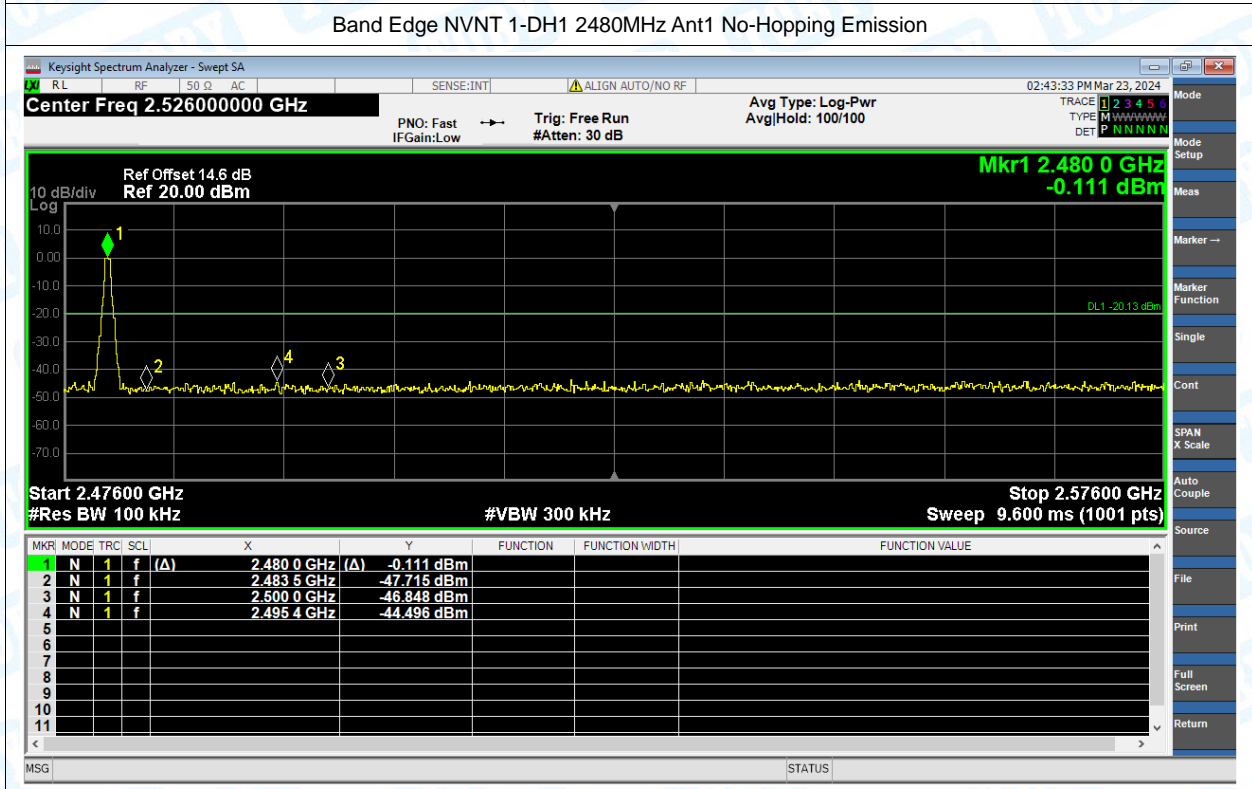 Band Edge NVNT 1-DH1 2480MHz Ant1 No-Hopping Emission
Keysight Spectrum Analyzer - Swept SA
LXI RL RF 50 Ω AC SENSE:INT ALIGN AUTO/NO RF 02:43:33 PM Mar 23, 2024
Center Freq 2.526000000 GHz
PNO: Fast
IFGain:Low
Trig: Free Run
#Atten: 30 dB
Avg Type: Log-Pwr
Avg|Hold: 100/100
TRACE 1 2 3 4 5 6
TYPE M WWWWW
DET P N N N N N
Mkr1 2.480 0 GHz
-0.111 dBm
Ref Offset 14.6 dB
10 dB/div Ref 20.00 dBm
Log
10.0
0.00
-10.0
-20.0
-30.0
-40.0
-50.0
-60.0
-70.0
1
2
4
3
DL1 -20.13 dBm
Start 2.47600 GHz Stop 2.57600 GHz
#Res BW 100 kHz #VBW 300 kHz Sweep 9.600 ms (1001 pts)
MKR MODE TRC SCL X Y FUNCTION FUNCTION WIDTH FUNCTION VALUE
1 N 1 f (Δ) 2.480 0 GHz (Δ) -0.111 dBm
2 N 1 f 2.483 5 GHz -47.715 dBm
3 N 1 f 2.500 0 GHz -46.848 dBm
4 N 1 f 2.495 4 GHz -44.496 dBm
5
6
7
8
9
10
11
MSG STATUS
Mode
Mode
Setup
Meas
Marker →
Marker
Function
Single
Cont
SPAN
X Scale
Auto
Couple
Source
File
Print
Full
Screen
Return